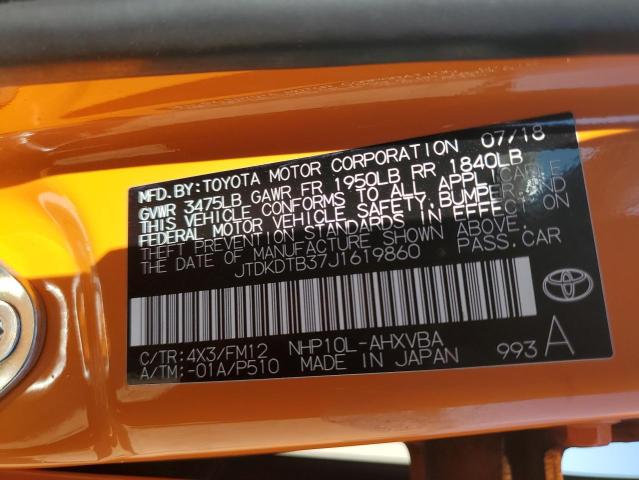 MFD. BY: TOYOTA MOTOR CORPORATION 07/18
GVWR 3475LB GAWR FR 1950LB RR 1840LB
THIS VEHICLE CONFORMS TO ALL APPLICABLE
FEDERAL MOTOR VEHICLE SAFETY, BUMPER AND
THEFT PREVENTION STANDARDS IN EFFECT ON
THE DATE OF MANUFACTURE SHOWN ABOVE.
JTDKDTB37J1619860 PASS. CAR
C/TR: 4X3/FM12 NHP10L-AHXVBA
A/TM: -01A/P510 MADE IN JAPAN 993 A